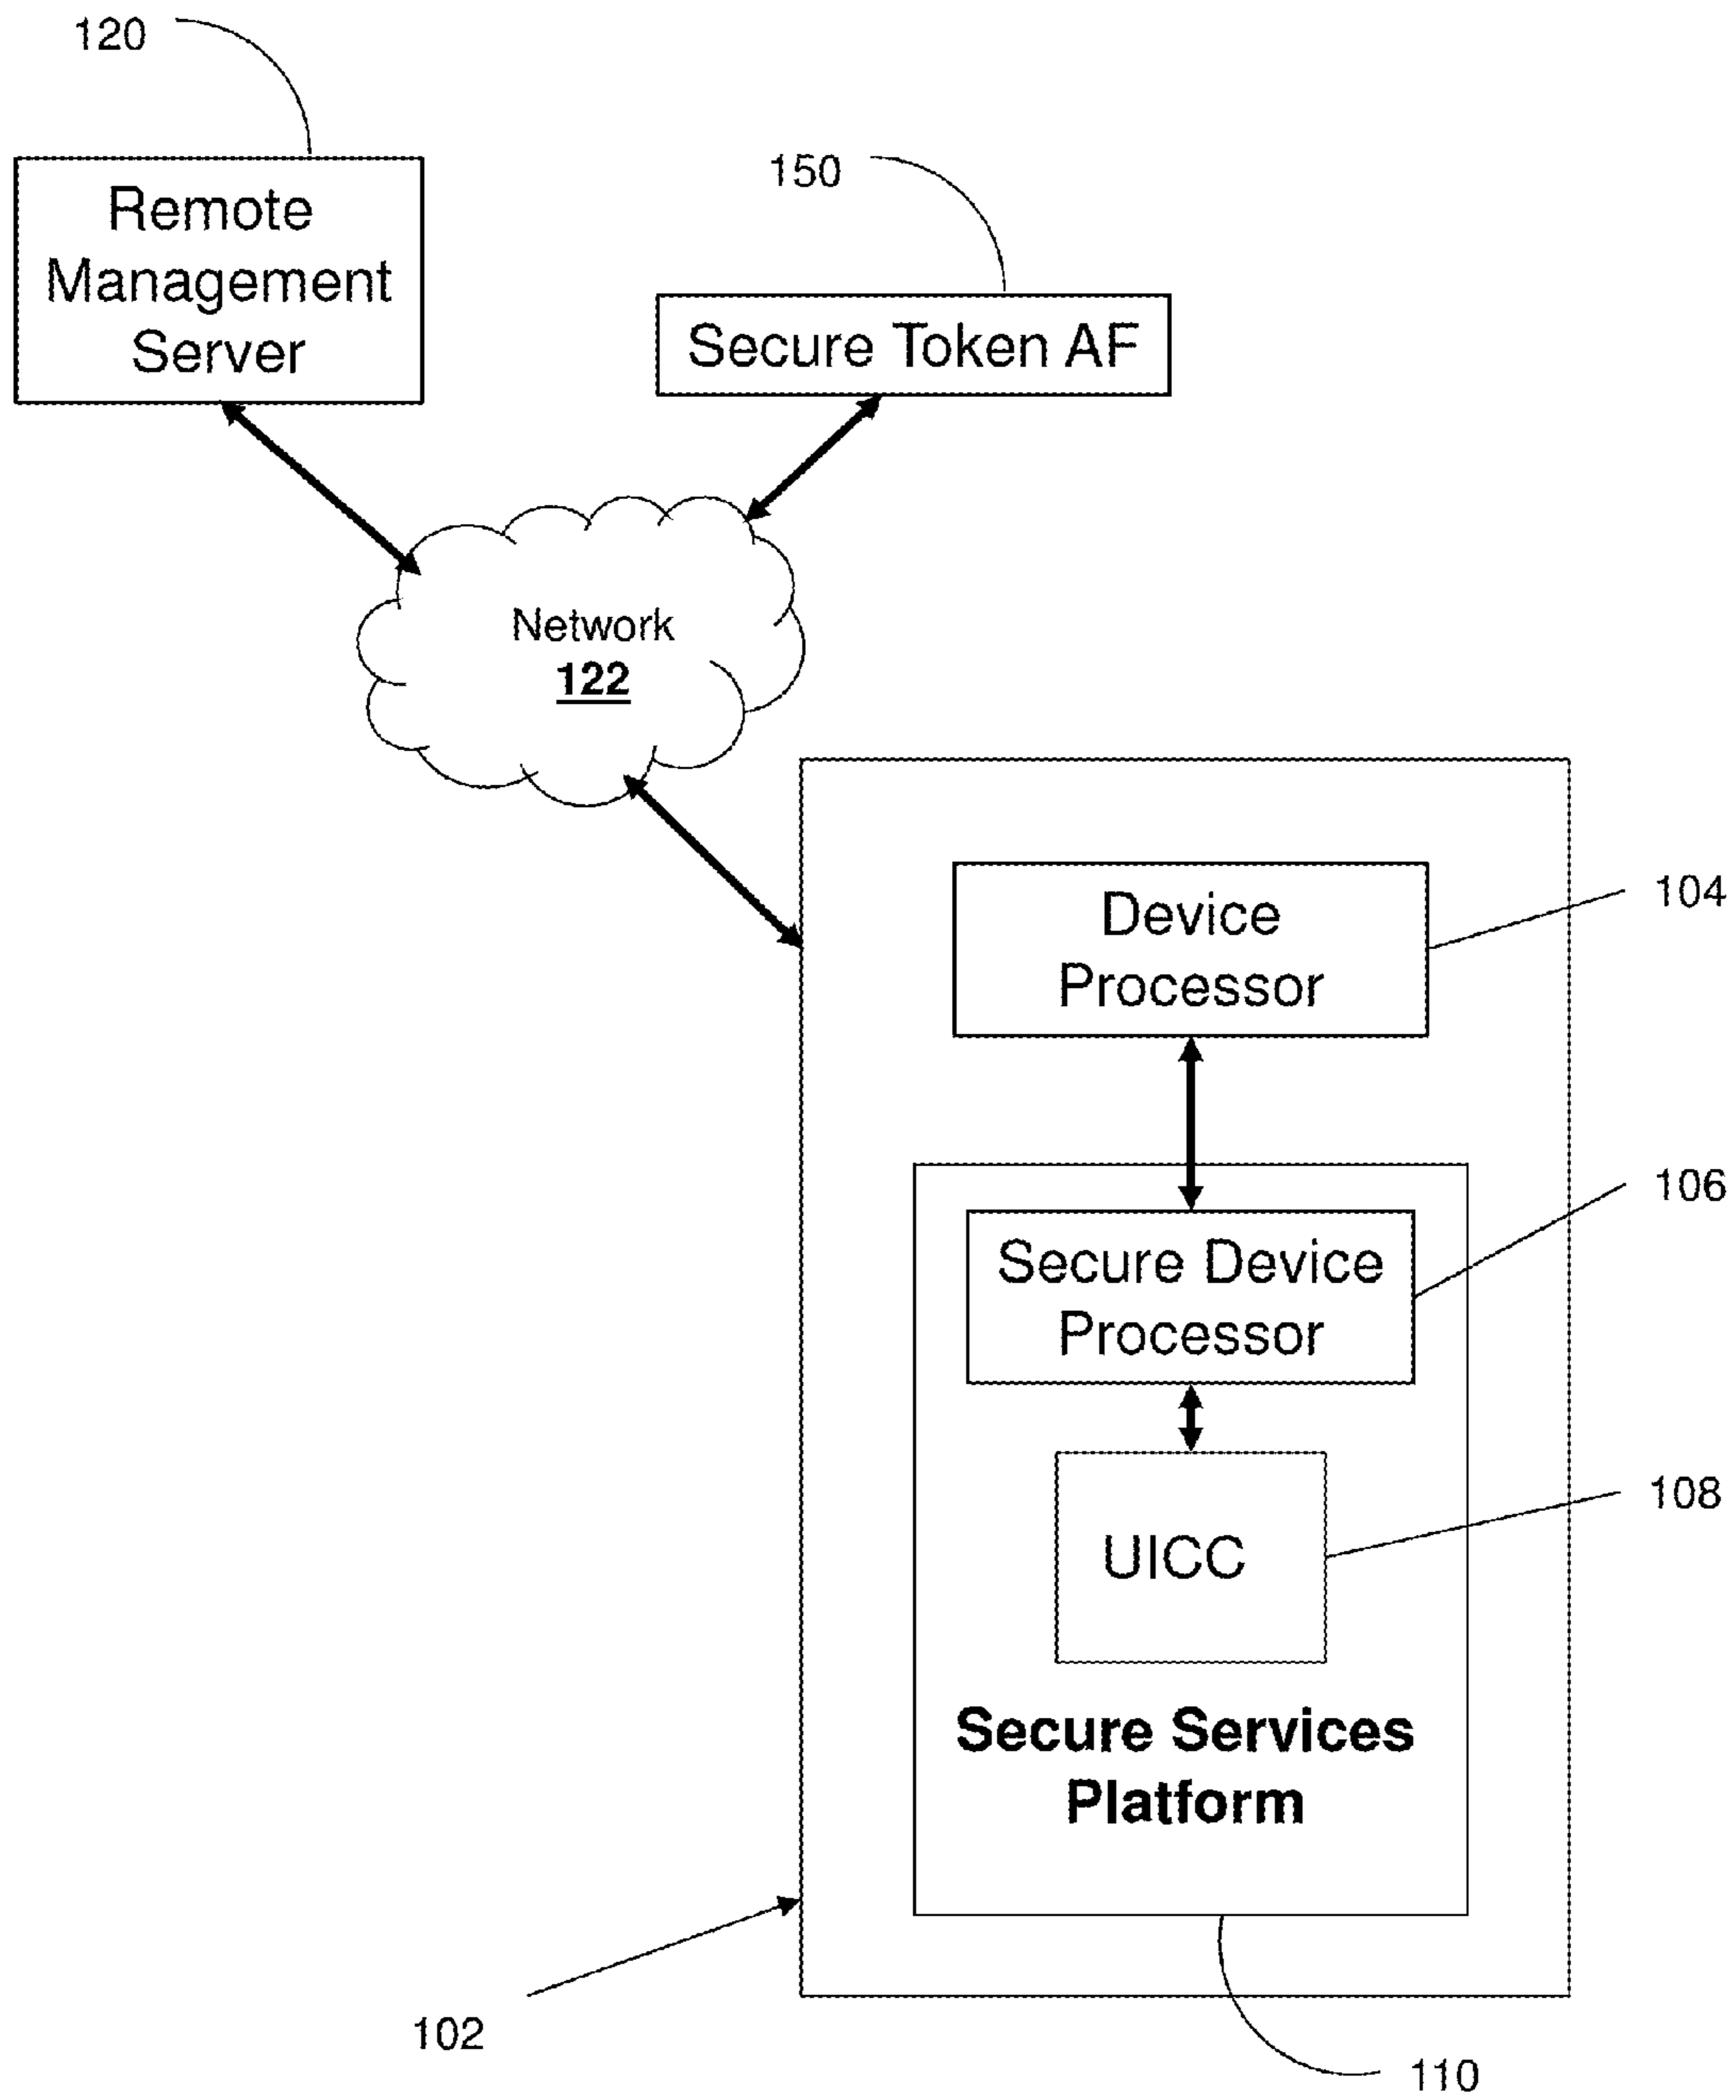 120
Remote
Management
Server
150
Secure Token AF
Network
122
Device
Processor
104
Secure Device
Processor
106
UICC
108
Secure Services
Platform
102
110